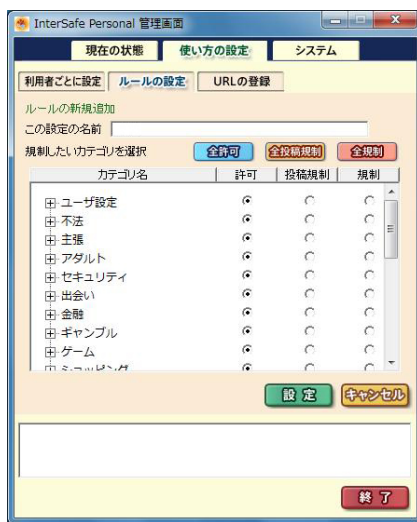 InterSafe Personal 管理画面
現在の状態 使い方の設定 システム
利用者ごとに設定 ルールの設定 URLの登録
ルールの新規追加
この設定の名前
規制したいカテゴリを選択 全許可 全投稿規制 全規制
カテゴリ名 許可 投稿規制 規制
ユーザ設定
不法
主張
アダルト
セキュリティ
出会い
金融
ギャンブル
ゲーム
ショッピング
設定 キャンセル
終了